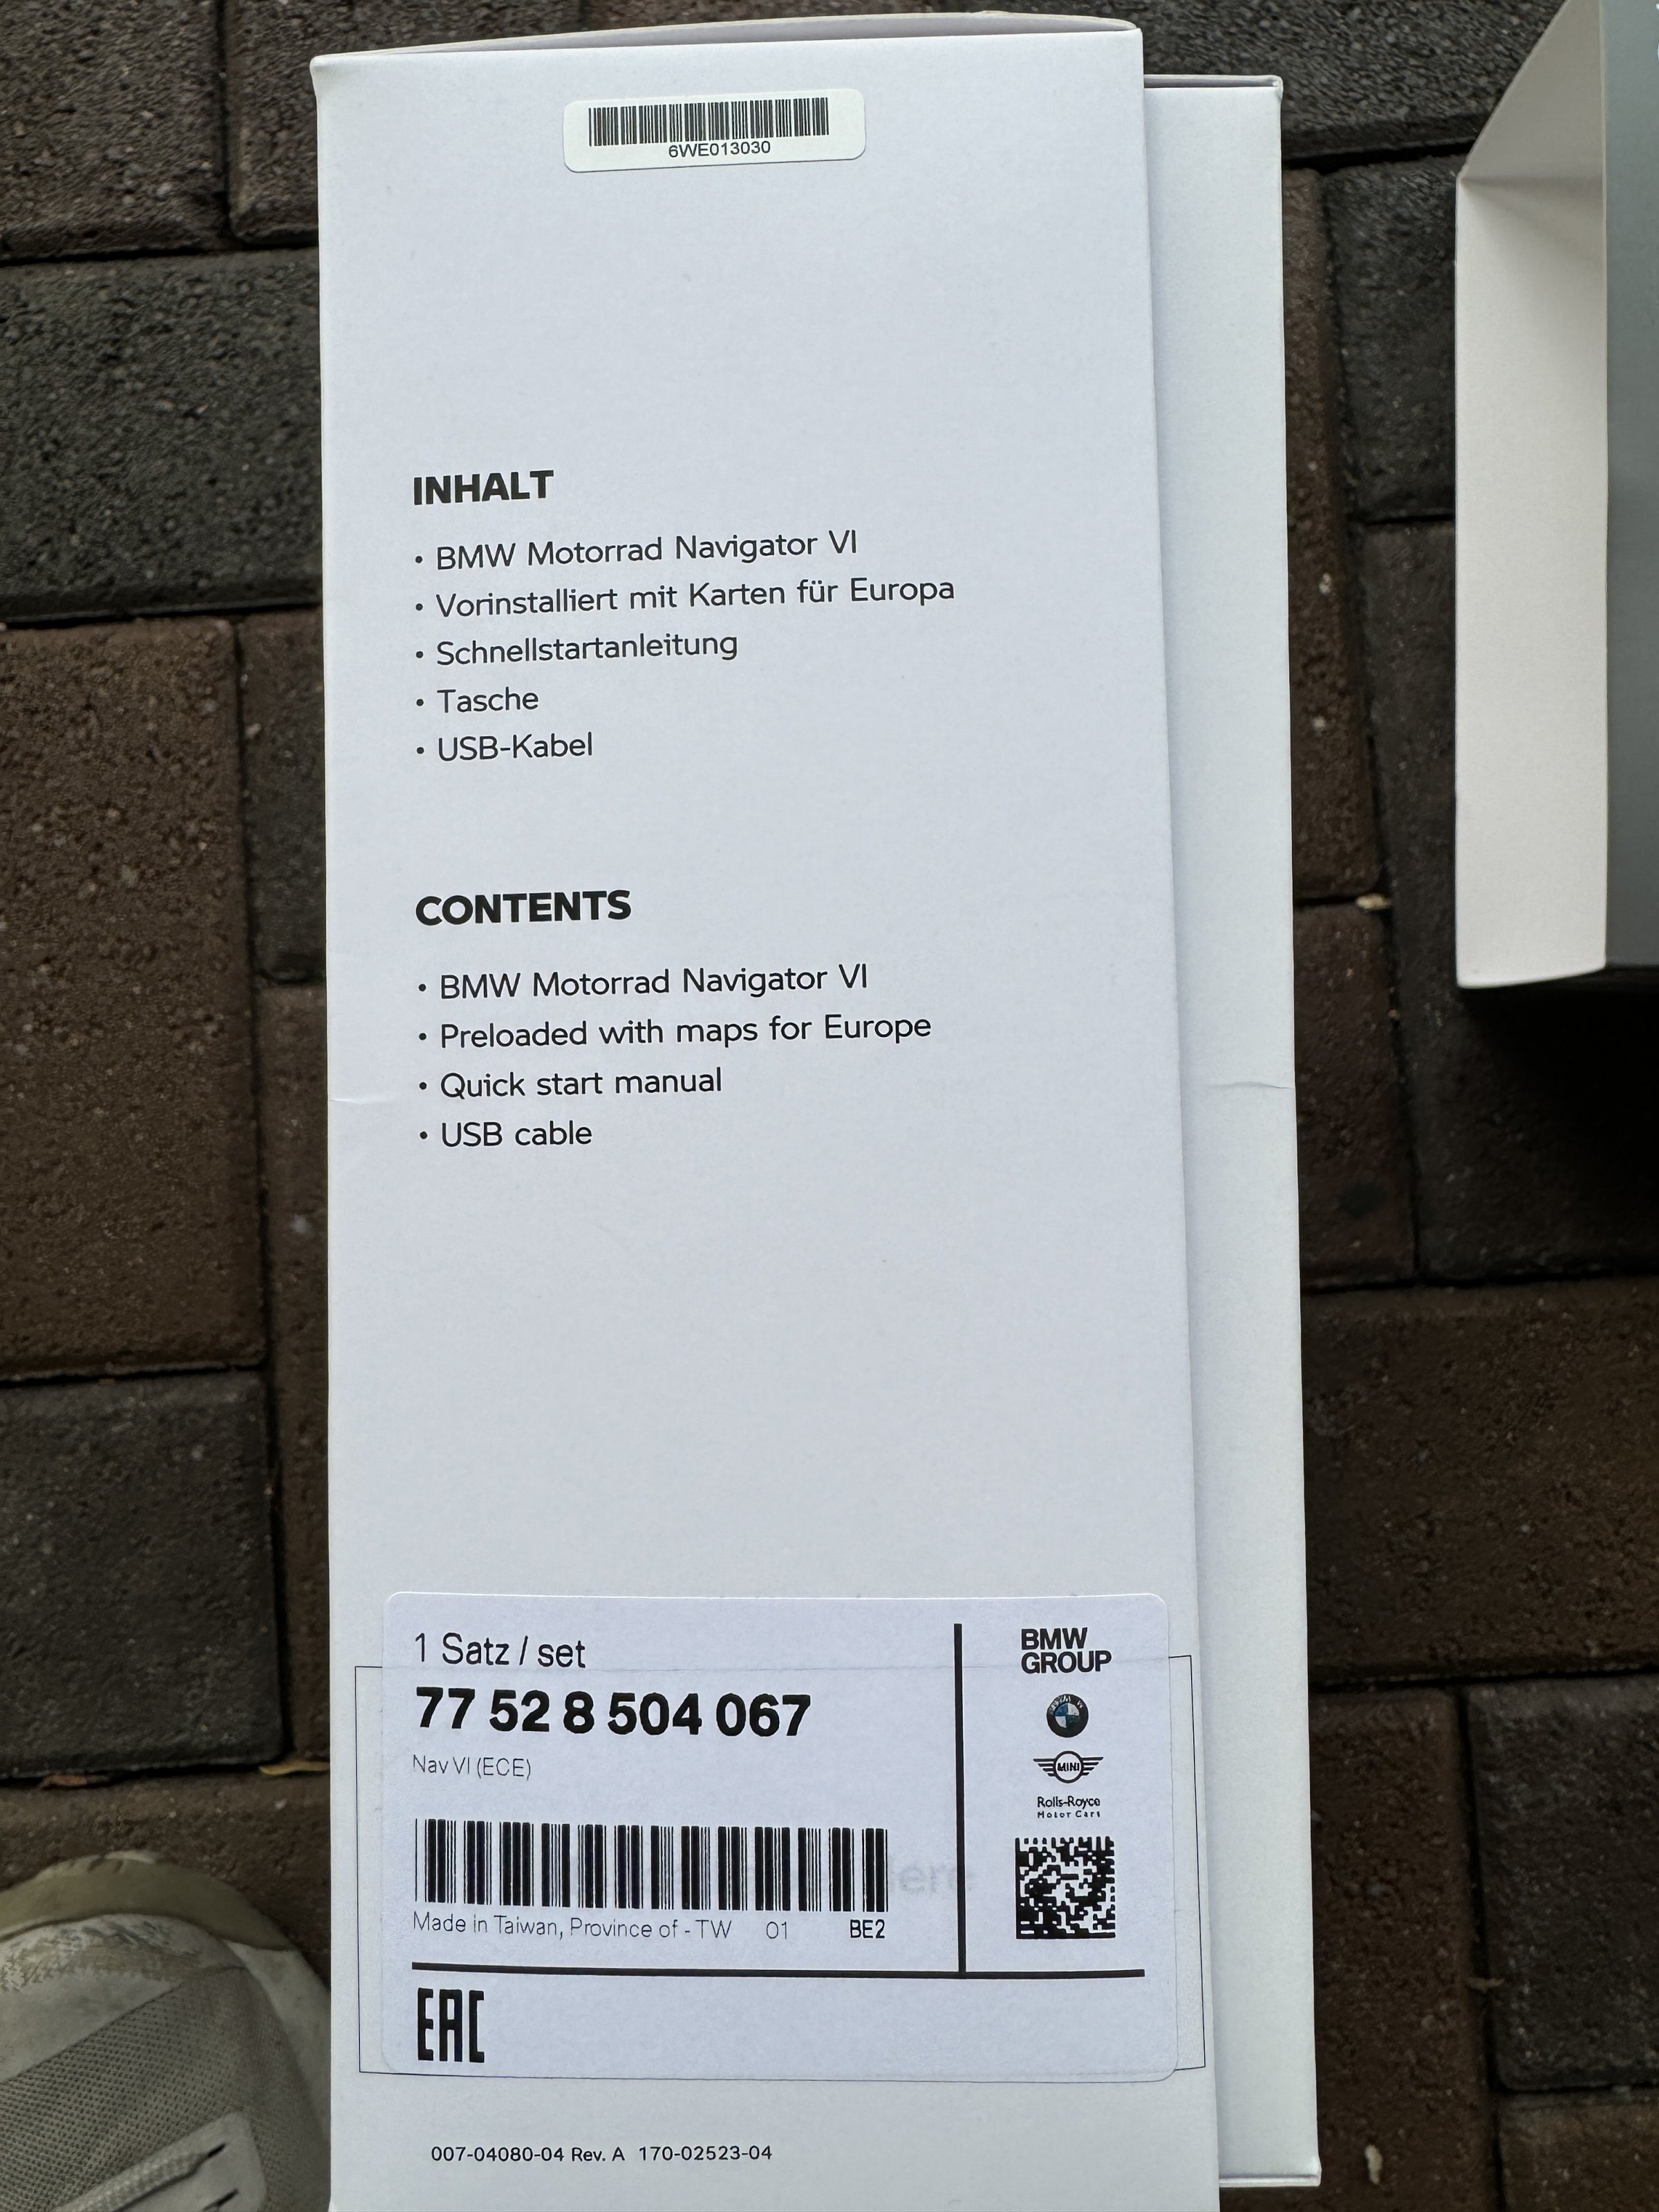 6WE013030
INHALT
• BMW Motorrad Navigator VI
• Vorinstalliert mit Karten für Europa
• Schnellstartanleitung
• Tasche
• USB-Kabel
CONTENTS
• BMW Motorrad Navigator VI
• Preloaded with maps for Europe
• Quick start manual
• USB cable
1 Satz / set
77 52 8 504 067
Nav VI (ECE)
Made in Taiwan, Province of - TW 01 BE2
BMW
GROUP
MINI
Rolls-Royce
Motor Cars
EAC
007-04080-04 Rev. A 170-02523-04